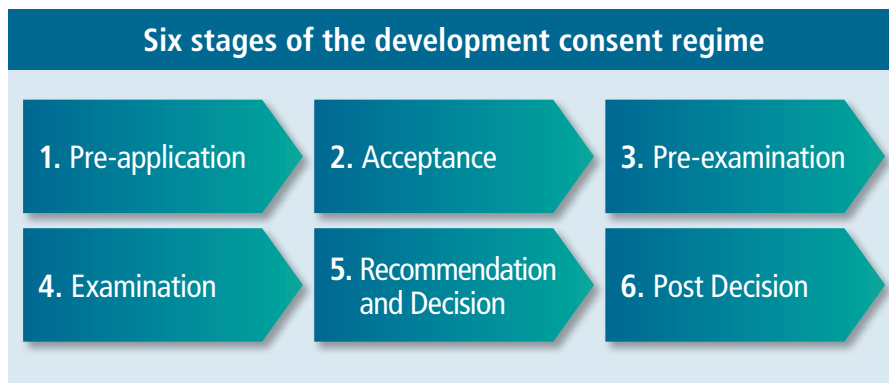 Six stages of the development consent regime
1. Pre-application
2. Acceptance
3. Pre-examination
4. Examination
5. Recommendation
and Decision
6. Post Decision